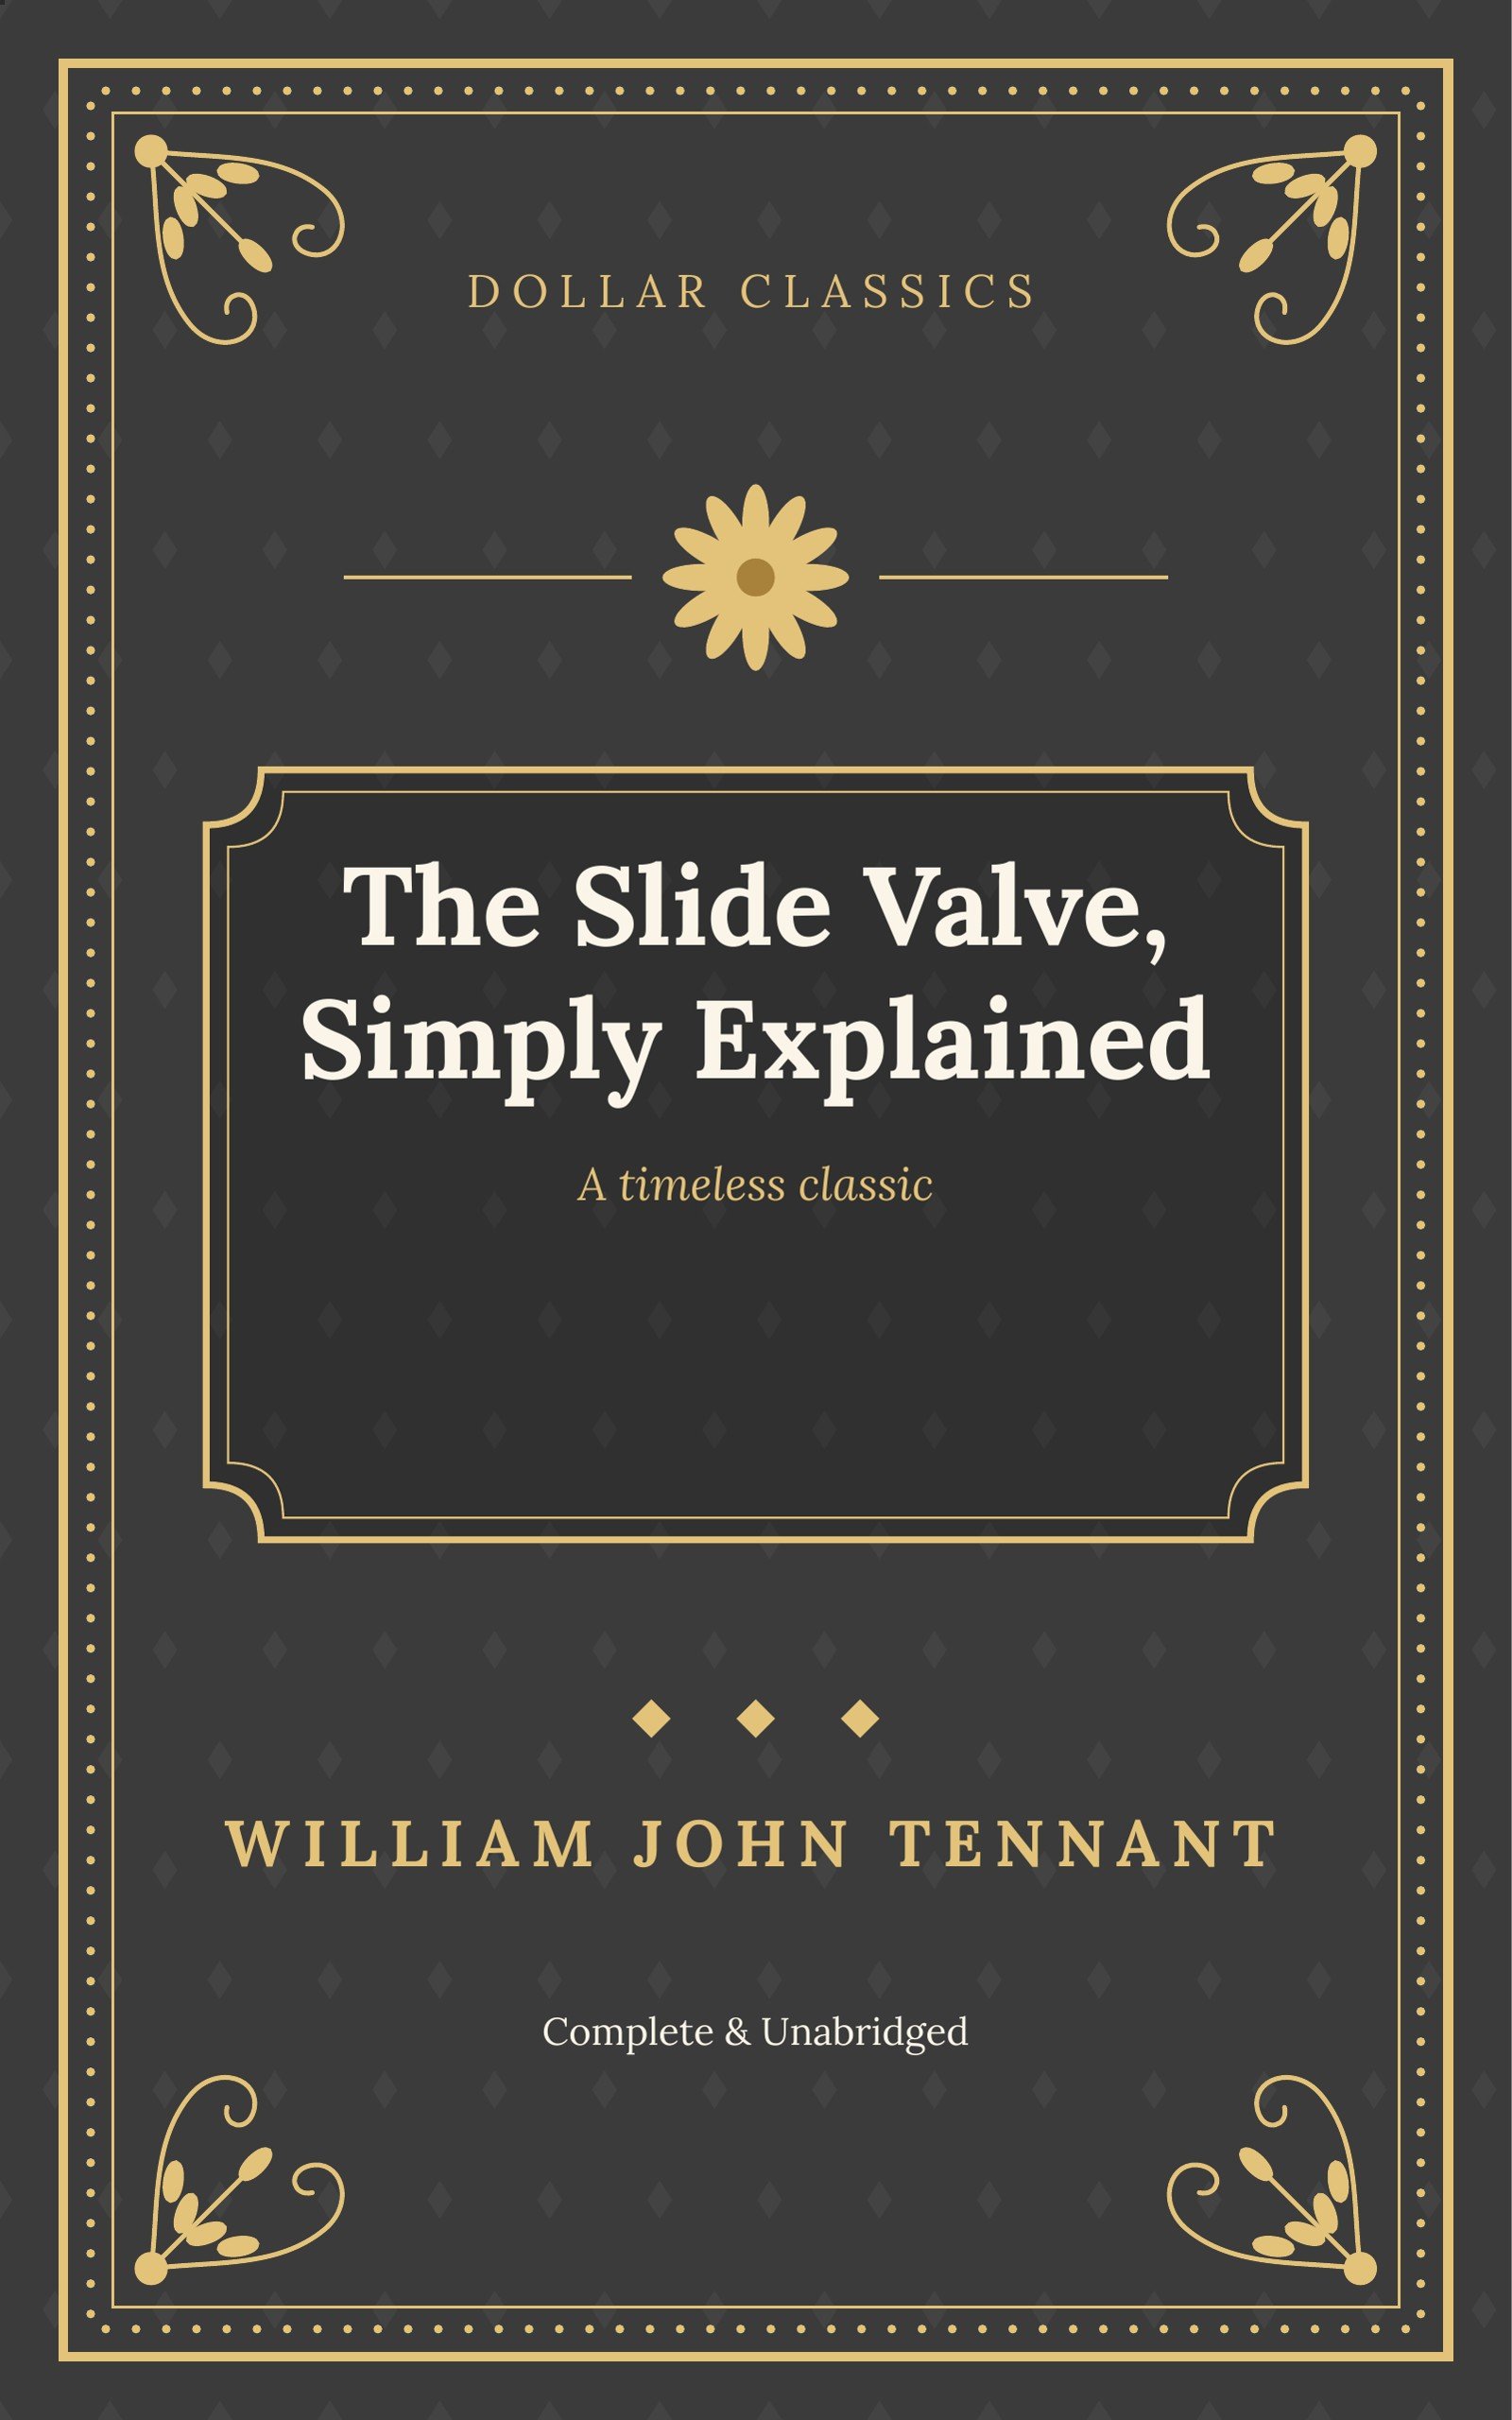 DOLLAR CLASSICS
The Slide Valve,
Simply Explained
A timeless classic
WILLIAM JOHN TENNANT
Complete & Unabridged